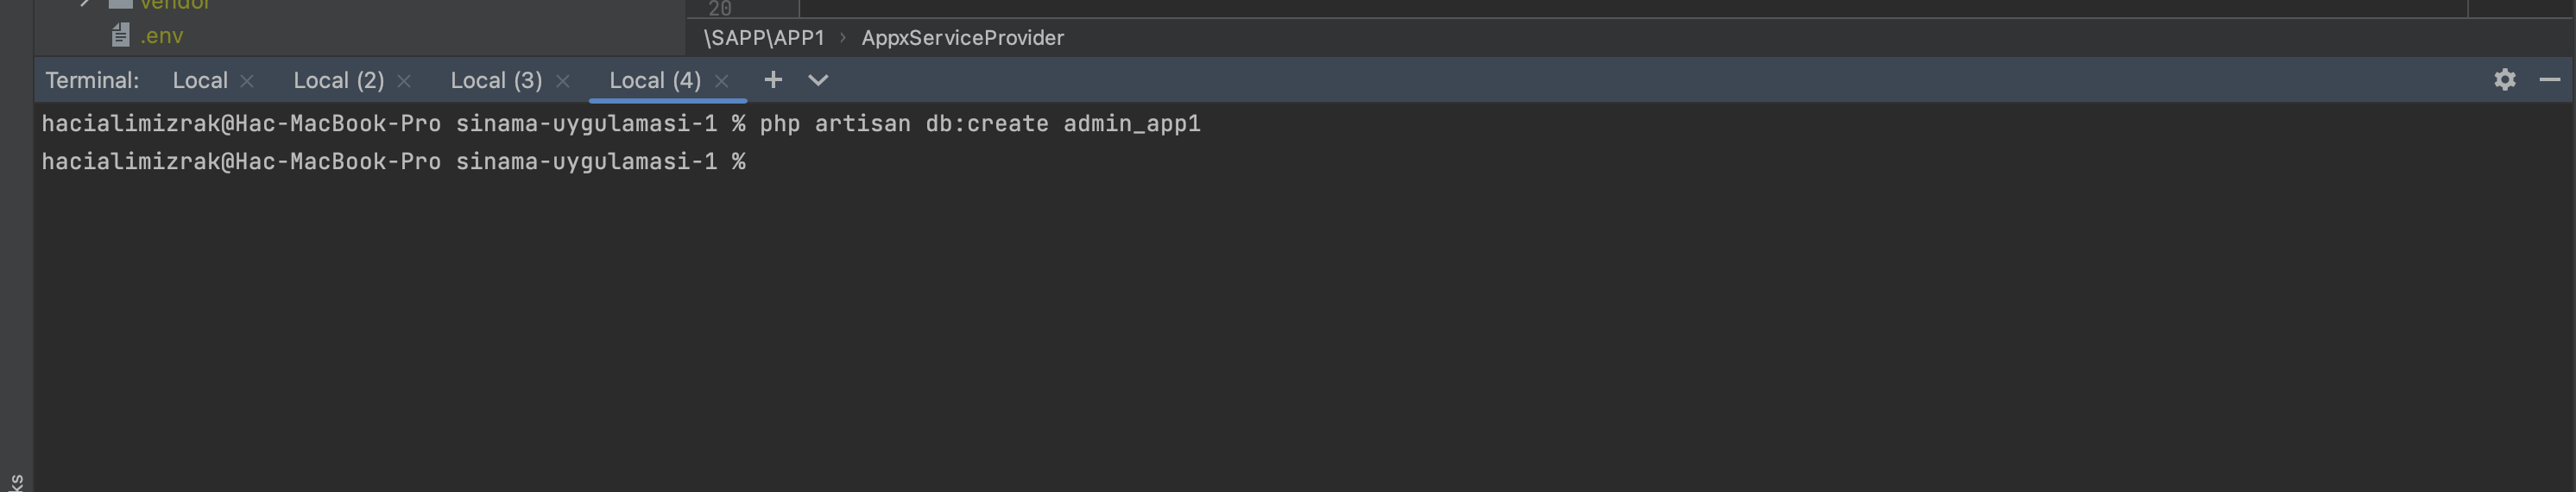 vendor
20
.env
\SAPP\APP1 › AppxServiceProvider
Terminal: Local × Local (2) × Local (3) × Local (4) × +
hacialimizrak@Hac-MacBook-Pro sinama-uygulamasi-1 % php artisan db:create admin_app1
hacialimizrak@Hac-MacBook-Pro sinama-uygulamasi-1 %
ks